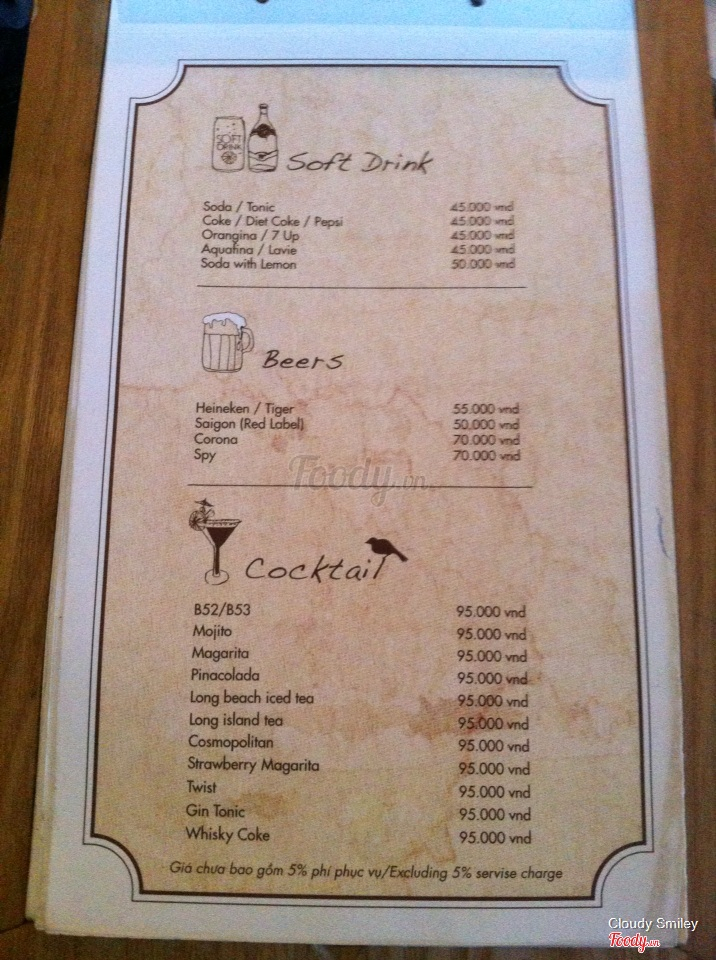 SOFT
DRINK
Soft Drink
Soda / Tonic 45.000 vnd
Coke / Diet Coke / Pepsi 45.000 vnd
Orangina / 7 Up 45.000 vnd
Aquafina / Lavie 45.000 vnd
Soda with Lemon 50.000 vnd
Beers
Heineken / Tiger 55.000 vnd
Saigon (Red Label) 50.000 vnd
Corona 70.000 vnd
Spy 70.000 vnd
Foody.vn
Cocktail
B52/B53 95.000 vnd
Mojito 95.000 vnd
Magarita 95.000 vnd
Pinacolada 95.000 vnd
Long beach iced tea 95.000 vnd
Long island tea 95.000 vnd
Cosmopolitan 95.000 vnd
Strawberry Magarita 95.000 vnd
Twist 95.000 vnd
Gin Tonic 95.000 vnd
Whisky Coke 95.000 vnd
Giá chưa bao gồm 5% phí phục vụ/Excluding 5% servise charge
Cloudy Smiley
Foody.vn